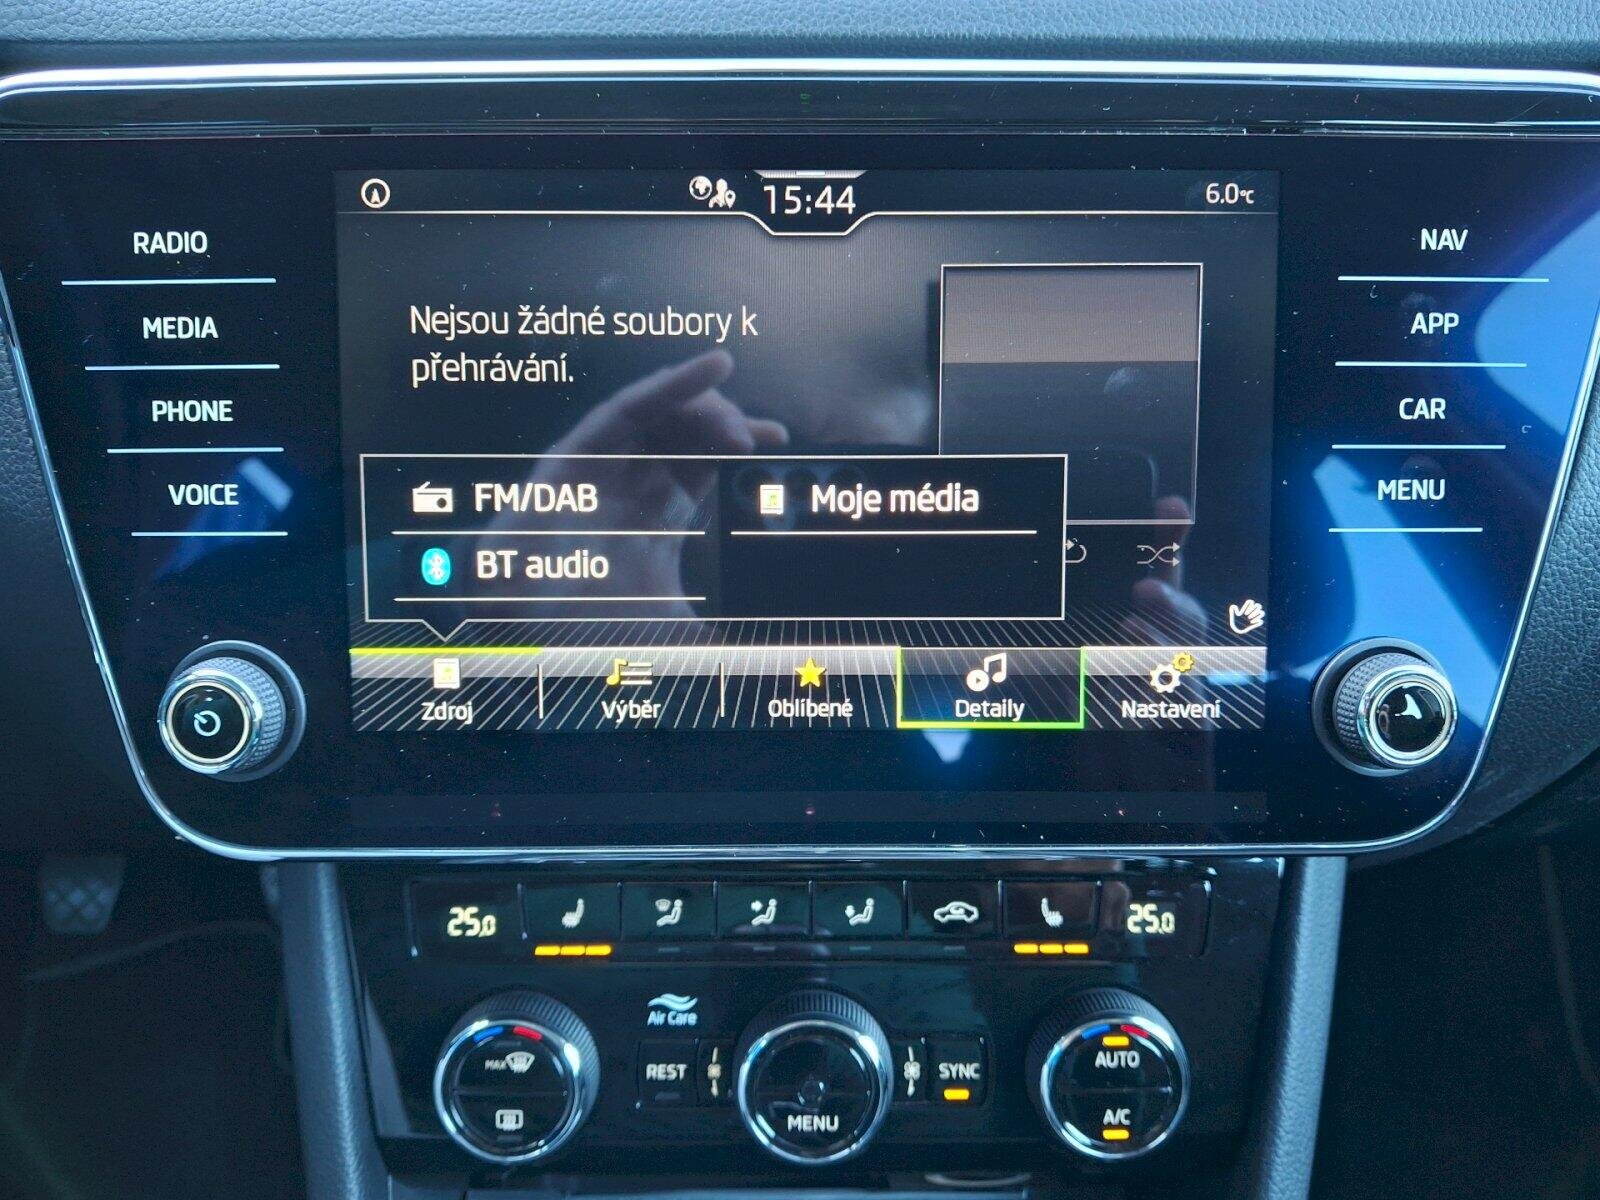 15:44
6.0°C
RADIO
MEDIA
PHONE
VOICE
NAV
APP
CAR
MENU
Nejsou žádné soubory k
přehrávání.
FM/DAB
Moje média
BT audio
Zdroj
Výběr
Oblíbené
Detaily
Nastavení
25.0
25.0
Air Care
MAX
REST
SYNC
MENU
AUTO
A/C